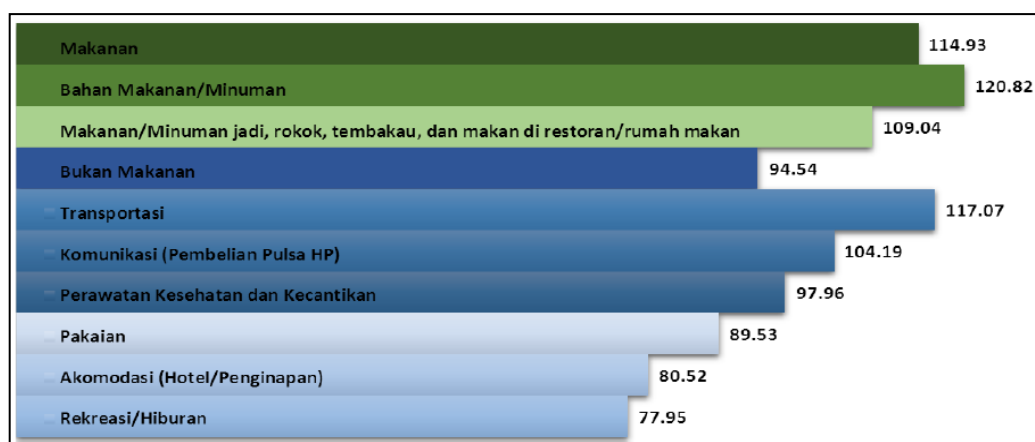 Makanan 114.93
Bahan Makanan/Minuman 120.82
Makanan/Minuman jadi, rokok, tembakau, dan makan di restoran/rumah makan 109.04
Bukan Makanan 94.54
Transportasi 117.07
Komunikasi (Pembelian Pulsa HP) 104.19
Perawatan Kesehatan dan Kecantikan 97.96
Pakaian 89.53
Akomodasi (Hotel/Penginapan) 80.52
Rekreasi/Hiburan 77.95